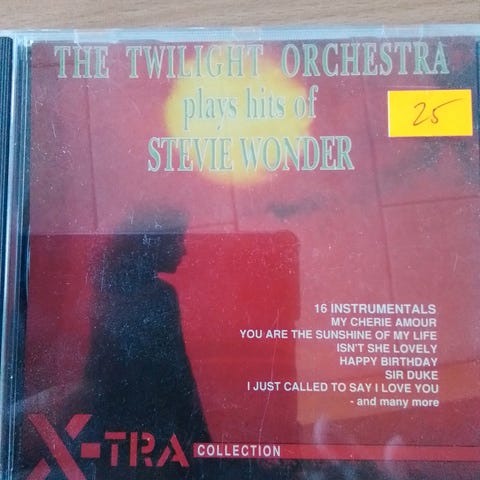 THE TWILIGHT ORCHESTRA
plays hits of
STEVIE WONDER
25
16 INSTRUMENTALS
MY CHERIE AMOUR
YOU ARE THE SUNSHINE OF MY LIFE
ISN'T SHE LOVELY
HAPPY BIRTHDAY
SIR DUKE
I JUST CALLED TO SAY I LOVE YOU
- and many more
X-TRA COLLECTION